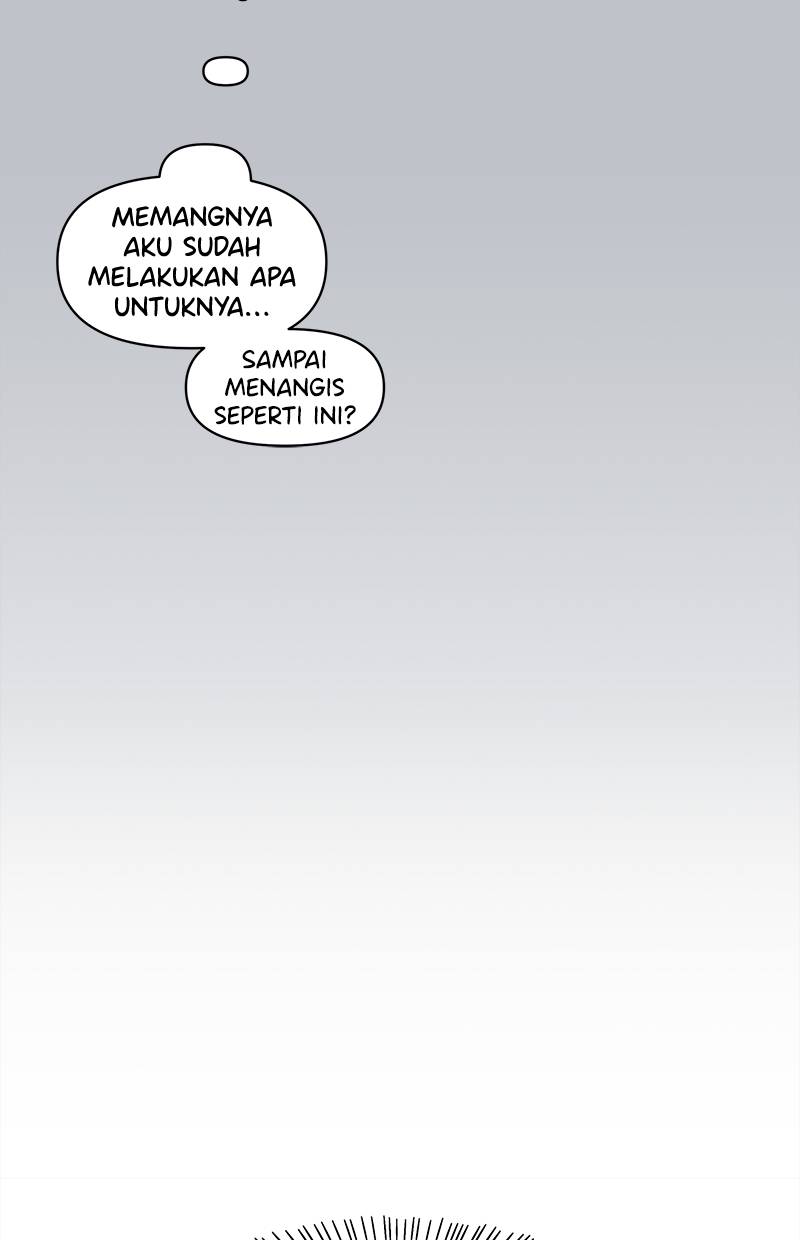 MEMANGNYA
AKU SUDAH
MELAKUKAN APA
UNTUKNYA...
SAMPAI
MENANGIS
SEPERTI INI?